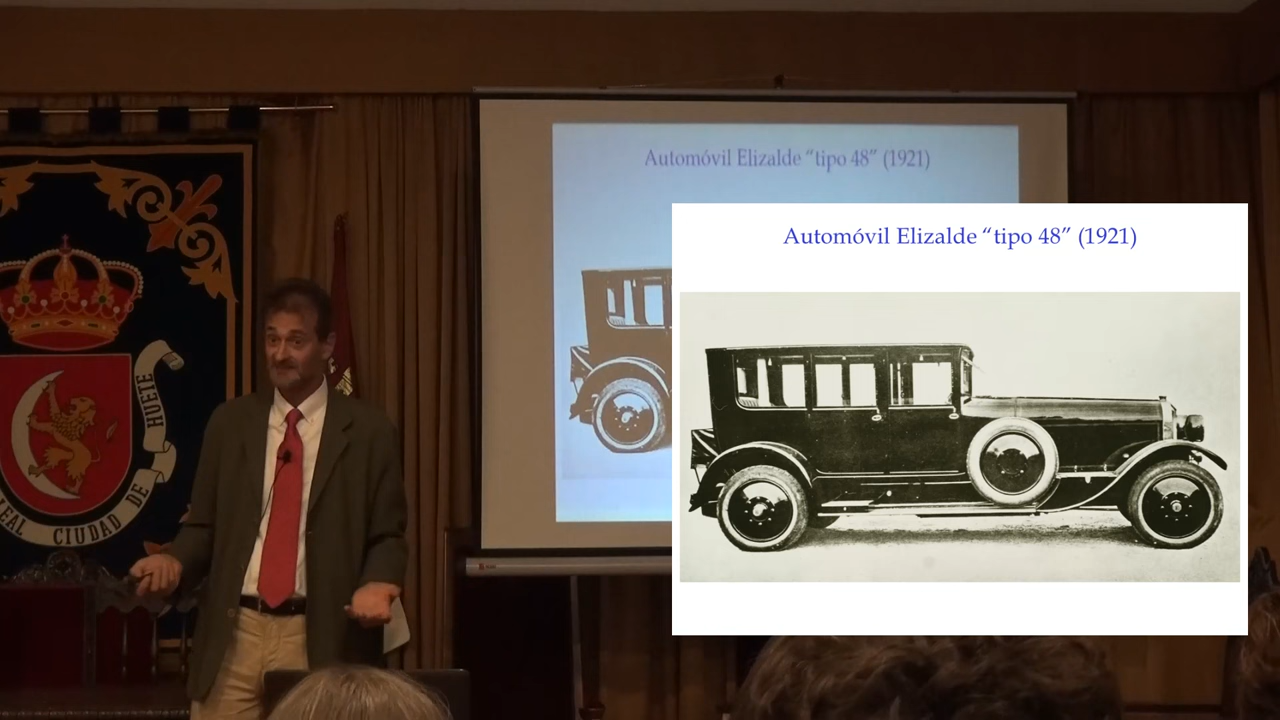 Automóvil Elizalde “tipo 48” (1921)
Automóvil Elizalde “tipo 48” (1921)
REAL CIUDAD DE HUETE